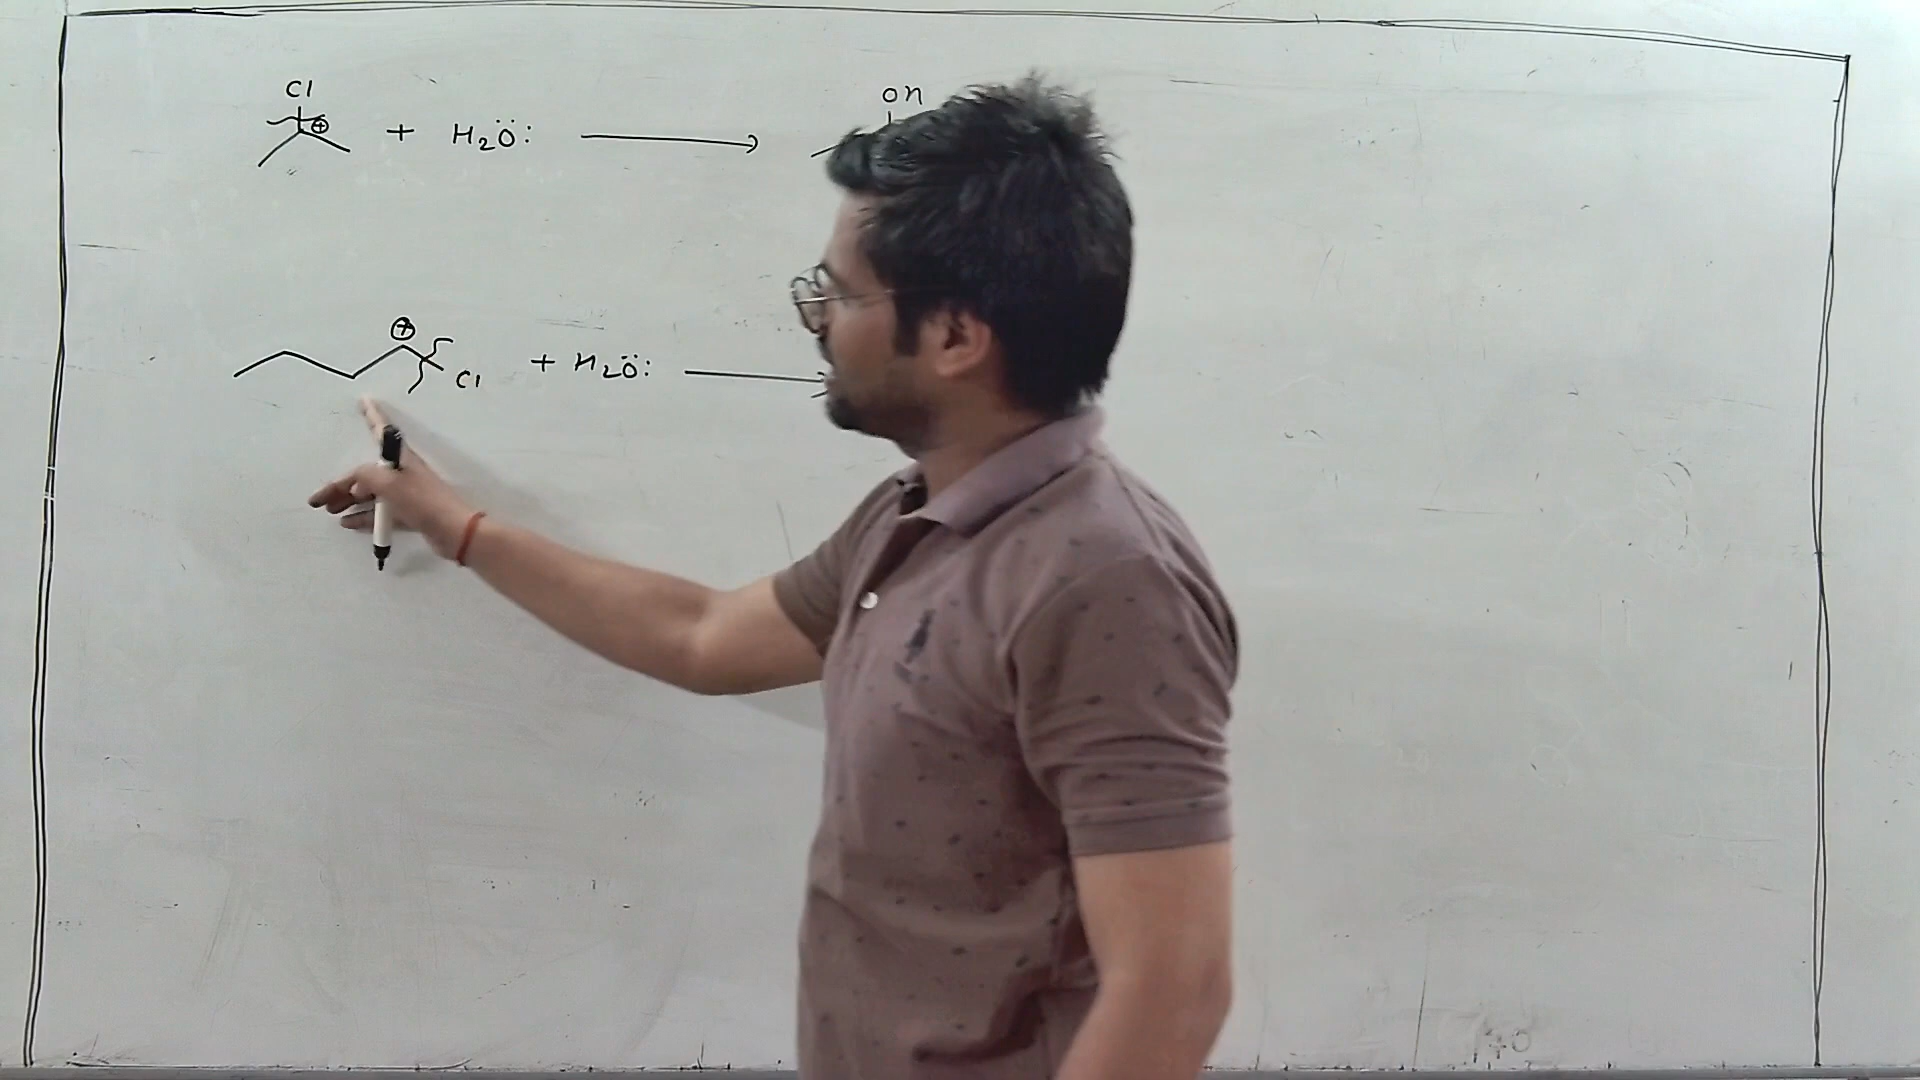 Cl
⊕ + H₂Ö: ⟶ OH
⊕
Cl + H₂Ö: ⟶